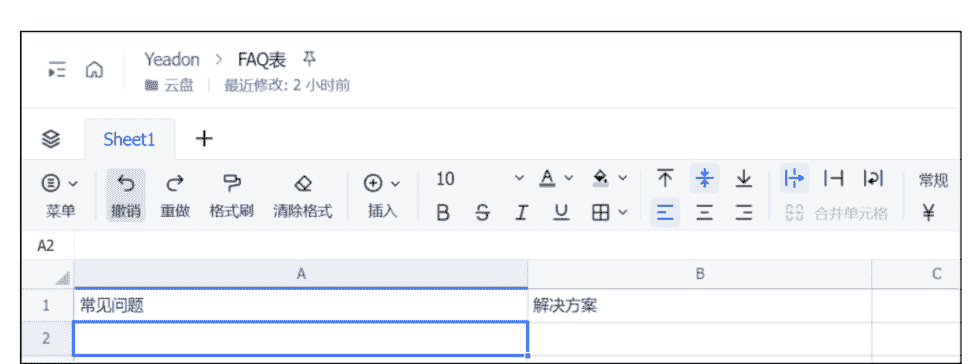 Yeadon > FAQ表
云盘 | 最近修改: 2 小时前
Sheet1 +
菜单 撤销 重做 格式刷 清除格式 插入 10 A 常规
B S I U 合并单元格 ¥
A2
A B C
1 常见问题 解决方案
2